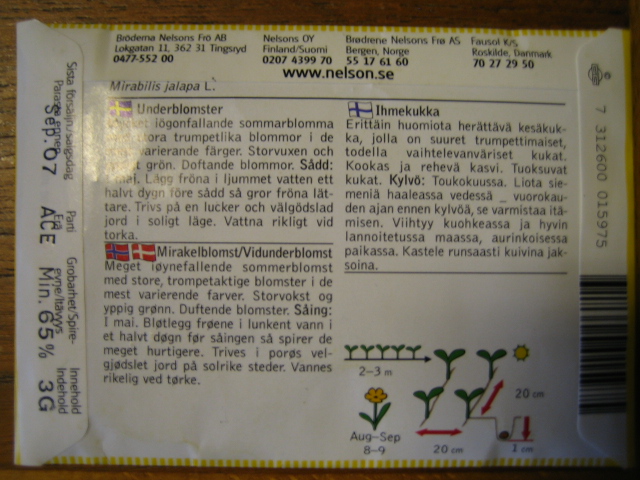 Bröderna Nelsons Frö AB
Lokgatan 11, 362 31 Tingsryd
0477-552 00
Nelsons OY
Finland/Suomi
0207 4399 70
Brødrene Nelsons Frø AS
Bergen, Norge
55 17 61 60
Fausol K/S
Roskilde, Danmark
70 27 29 50
www.nelson.se
Mirabilis jalapa L.
Underblomster
iögonfallande sommarblomma
stora trumpetlika blommor i de
varierande färger. Storvuxen och
grön. Doftande blommor. Sådd:
I maj. Lägg fröna i ljummet vatten ett
halvt dygn före sådd så gror fröna lät-
tare. Trivs på en lucker och välgödslad
jord i soligt läge. Vattna rikligt vid
torka.
Mirakelblomst/Vidunderblomst
Meget iøynefallende sommerblomst
med store, trompetaktige blomster i de
mest varierende farver. Storvokst og
yppig grønn. Duftende blomster. Såing:
I mai. Bløtlegg frøene i lunkent vann i
et halvt døgn før såingen så spirer de
meget hurtigere. Trives i porøs vel-
gjødslet jord på solrike steder. Vannes
rikelig ved tørke.
Ihmekukka
Erittäin huomiota herättävä kesäkuk-
ka, jolla on suuret trumpettimaiset,
todella vaihtelevanväriset kukat.
Kookas ja rehevä kasvi. Tuoksuvat
kukat. Kylvö: Toukokuussa. Liota sie-
meniä haaleassa vedessä _ vuorokau-
den ajan ennen kylvöä, se varmistaa itä-
misen. Viihtyy kuohkeassa ja hyvin
lannoitetussa maassa, aurinkoisessa
paikassa. Kastele runsaasti kuivina jak-
soina.
2-3 m
20 cm
Aug-Sep
8-9
20 cm
1 cm
Sista försäljn/salgsdag
Sep 07
Parti
Erä
ACE
Grobarhet/Spire-
evne/Itävyys
Min. 65%
Innehold
Indehold
3G
7 312600 015975